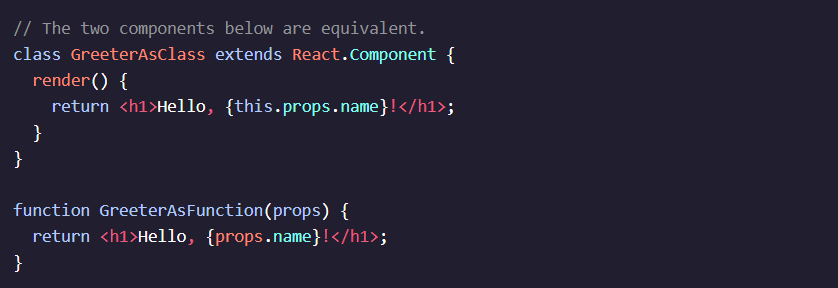 // The two components below are equivalent.
class GreeterAsClass extends React.Component {
  render() {
    return <h1>Hello, {this.props.name}!</h1>;
  }
}

function GreeterAsFunction(props) {
  return <h1>Hello, {props.name}!</h1>;
}